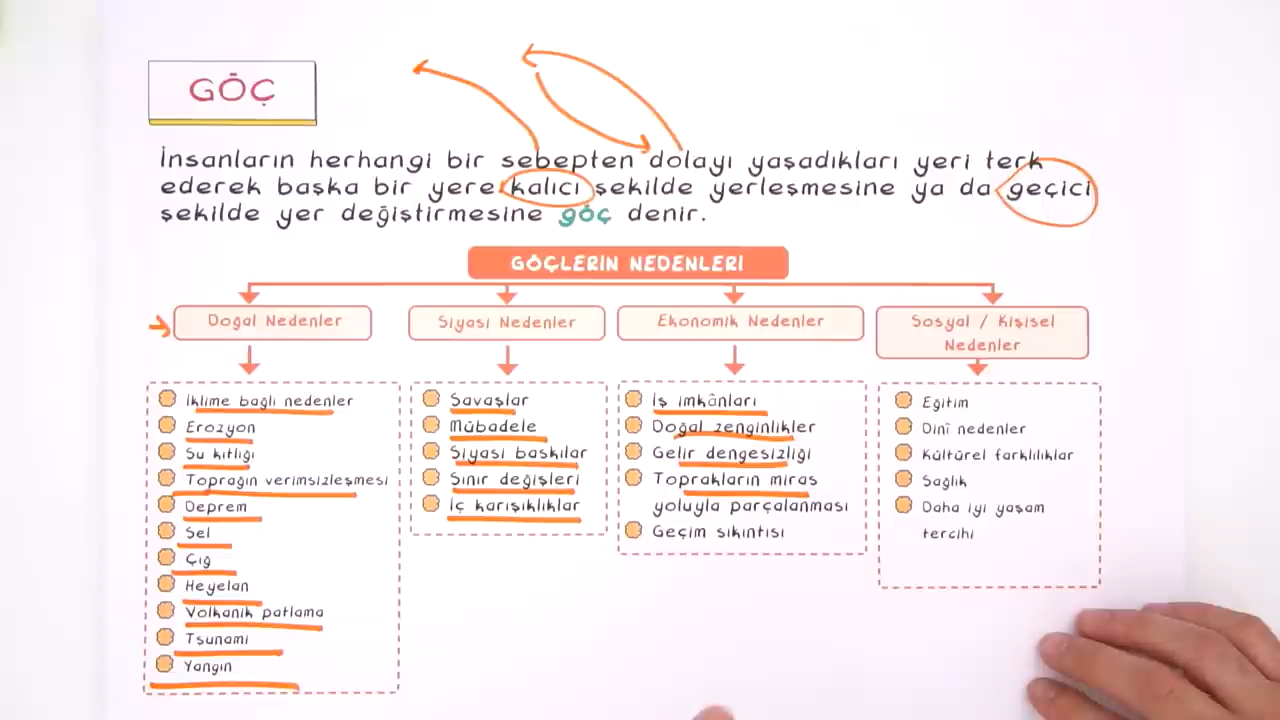 GÖÇ
İnsanların herhangi bir sebepten dolayı yaşadıkları yeri terk
ederek başka bir yere kalıcı şekilde yerleşmesine ya da geçici
şekilde yer değiştirmesine göç denir.
GÖÇLERİN NEDENLERİ
Doğal Nedenler
İklime bağlı nedenler
Erozyon
Su kıtlığı
Toprağın verimsizleşmesi
Deprem
Sel
Çığ
Heyelan
Volkanik patlama
Tsunami
Yangın
Siyasi Nedenler
Savaşlar
Mübadele
Siyasi baskılar
Sınır değişleri
İç karışıklıklar
Ekonomik Nedenler
İş imkânları
Doğal zenginlikler
Gelir dengesizliği
Toprakların miras
yoluyla parçalanması
Geçim sıkıntısı
Sosyal / Kişisel
Nedenler
Eğitim
Dinî nedenler
Kültürel farklılıklar
Sağlık
Daha iyi yaşam
tercihi